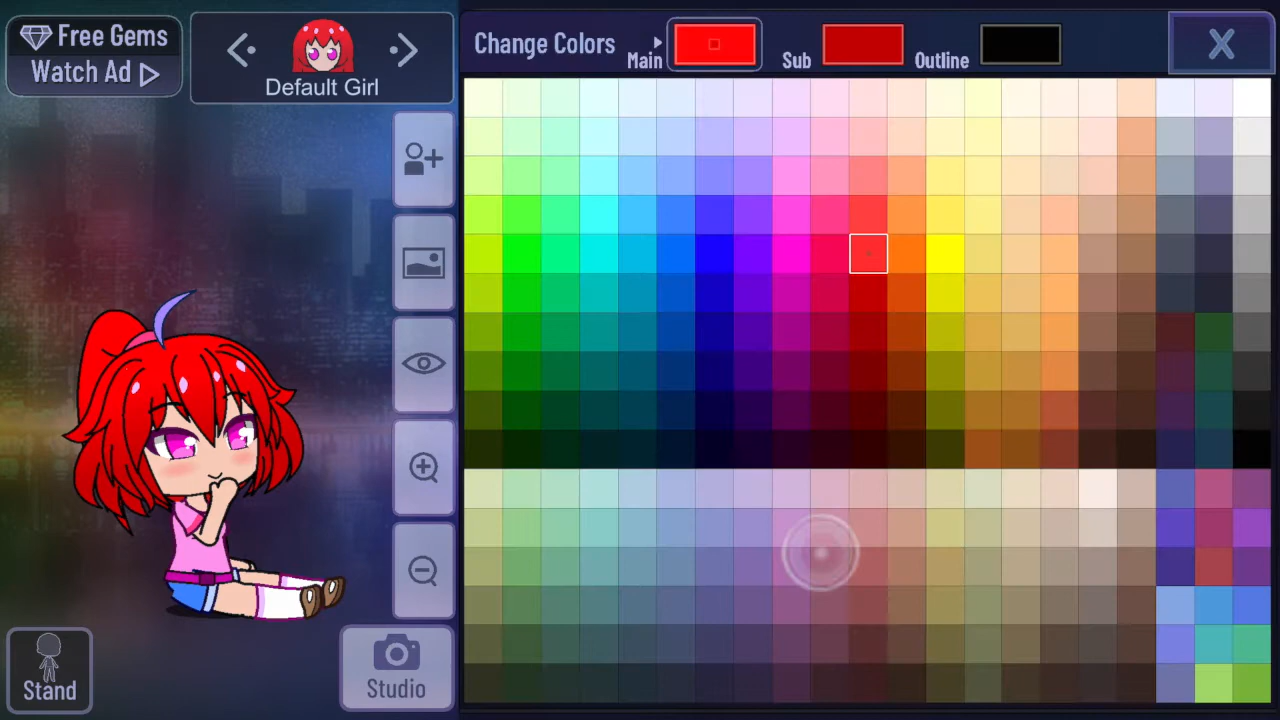 Free Gems
Watch Ad
Default Girl
Change Colors
Main
Sub
Outline
X
Stand
Studio